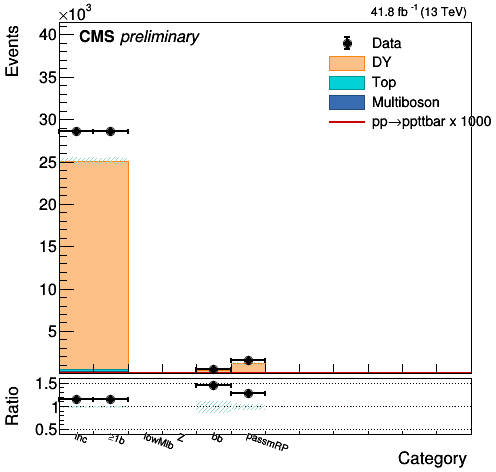 ×10³
41.8 fb⁻¹ (13 TeV)
CMS preliminary
Events
40
35
30
25
20
15
10
5
Data
DY
Top
Multiboson
pp→ppttbar x 1000
Ratio
1.5
1
0.5
inc
≥1b
lowMlb
Z
bb
passmRP
Category